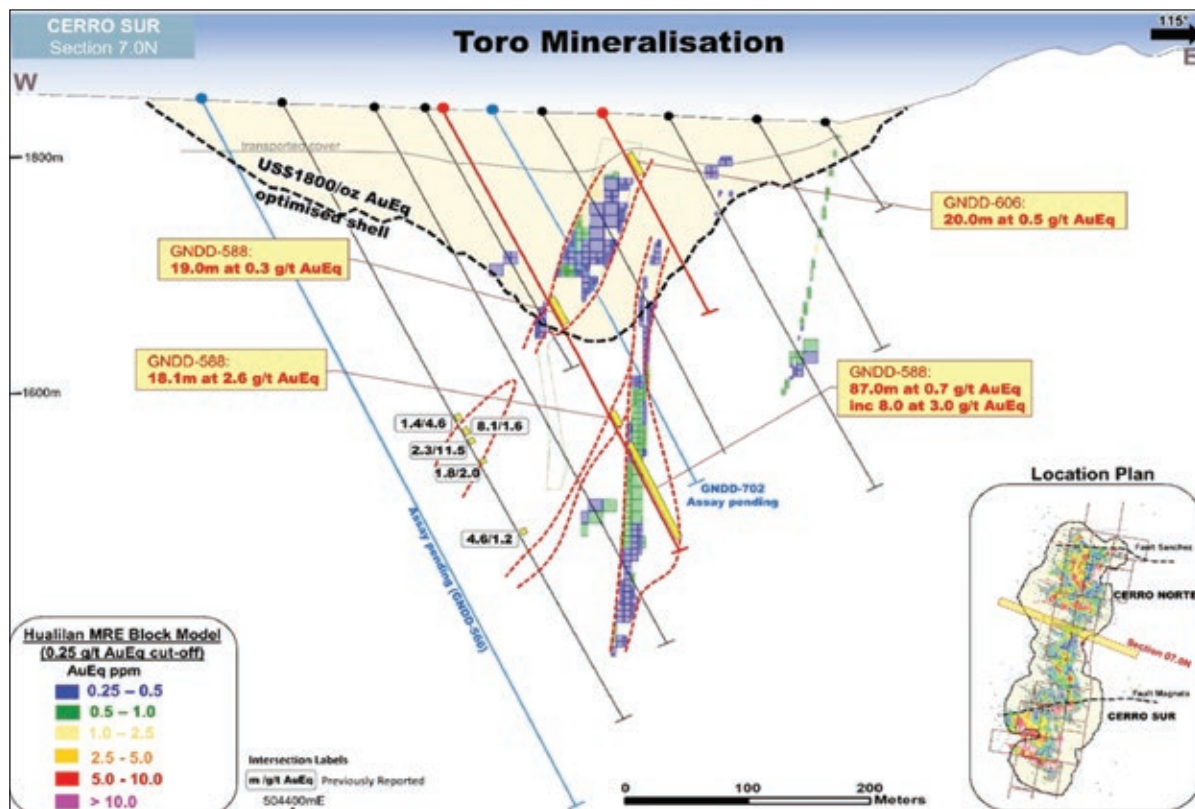 CERRO SUR
Section 7.0N
Toro Mineralisation
115°
W
E
transported cover
1800m
US$1800/oz AuEq
optimised shell
GNDD-606:
20.0m at 0.5 g/t AuEq
GNDD-588:
19.0m at 0.3 g/t AuEq
GNDD-588:
18.1m at 2.6 g/t AuEq
GNDD-588:
87.0m at 0.7 g/t AuEq
inc 8.0 at 3.0 g/t AuEq
1600m
1.4/4.6
8.1/1.6
2.3/11.5
1.8/2.0
4.6/1.2
GNDD-702
Assay pending
Assay pending (GNDD-566)
Location Plan
Fault Sanches
CERRO NORTE
Section 07.0N
Fault Magnata
CERRO SUR
Hualilan MRE Block Model
(0.25 g/t AuEq cut-off)
AuEq ppm
0.25 – 0.5
0.5 – 1.0
1.0 – 2.5
2.5 - 5.0
5.0 - 10.0
> 10.0
Intersection Labels
m /g/t AuEq Previously Reported
504400mE
0 100 200
Meters